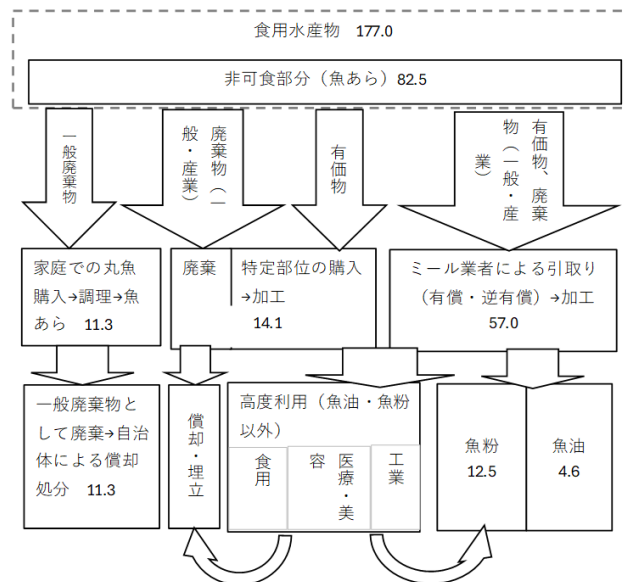 食用水産物 177.0
非可食部分（魚あら）82.5
一般廃棄物
廃棄物（一
般・産業）
有価物
有価物、廃棄
物（一般・産
業）
家庭での丸魚
購入→調理→魚
あら 11.3
廃棄
特定部位の購入
→加工
14.1
ミール業者による引取り
（有償・逆有償）→加工
57.0
一般廃棄物と
して廃棄→自治
体による償却
処分 11.3
償却・埋立
高度利用（魚油・魚粉
以外）
食用
医療・美
容
工業
魚粉
12.5
魚油
4.6